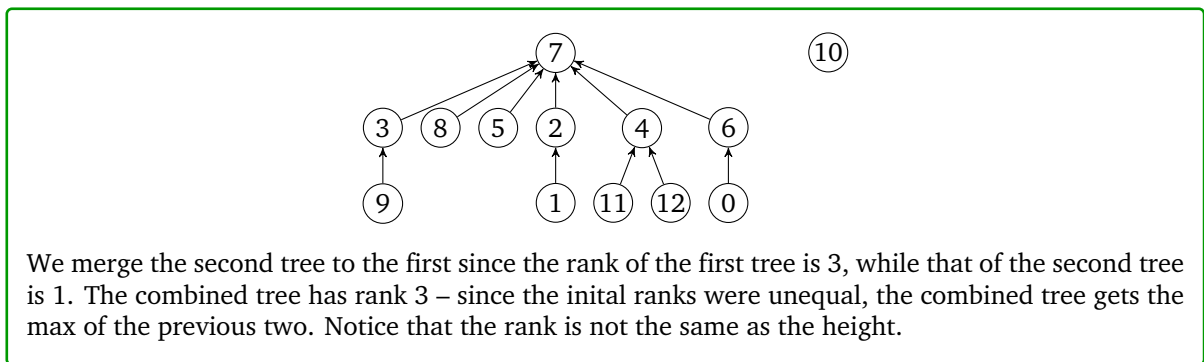 7 10
3 8 5 2 4 6
9 1 11 12 0
We merge the second tree to the first since the rank of the first tree is 3, while that of the second tree
is 1. The combined tree has rank 3 – since the inital ranks were unequal, the combined tree gets the
max of the previous two. Notice that the rank is not the same as the height.